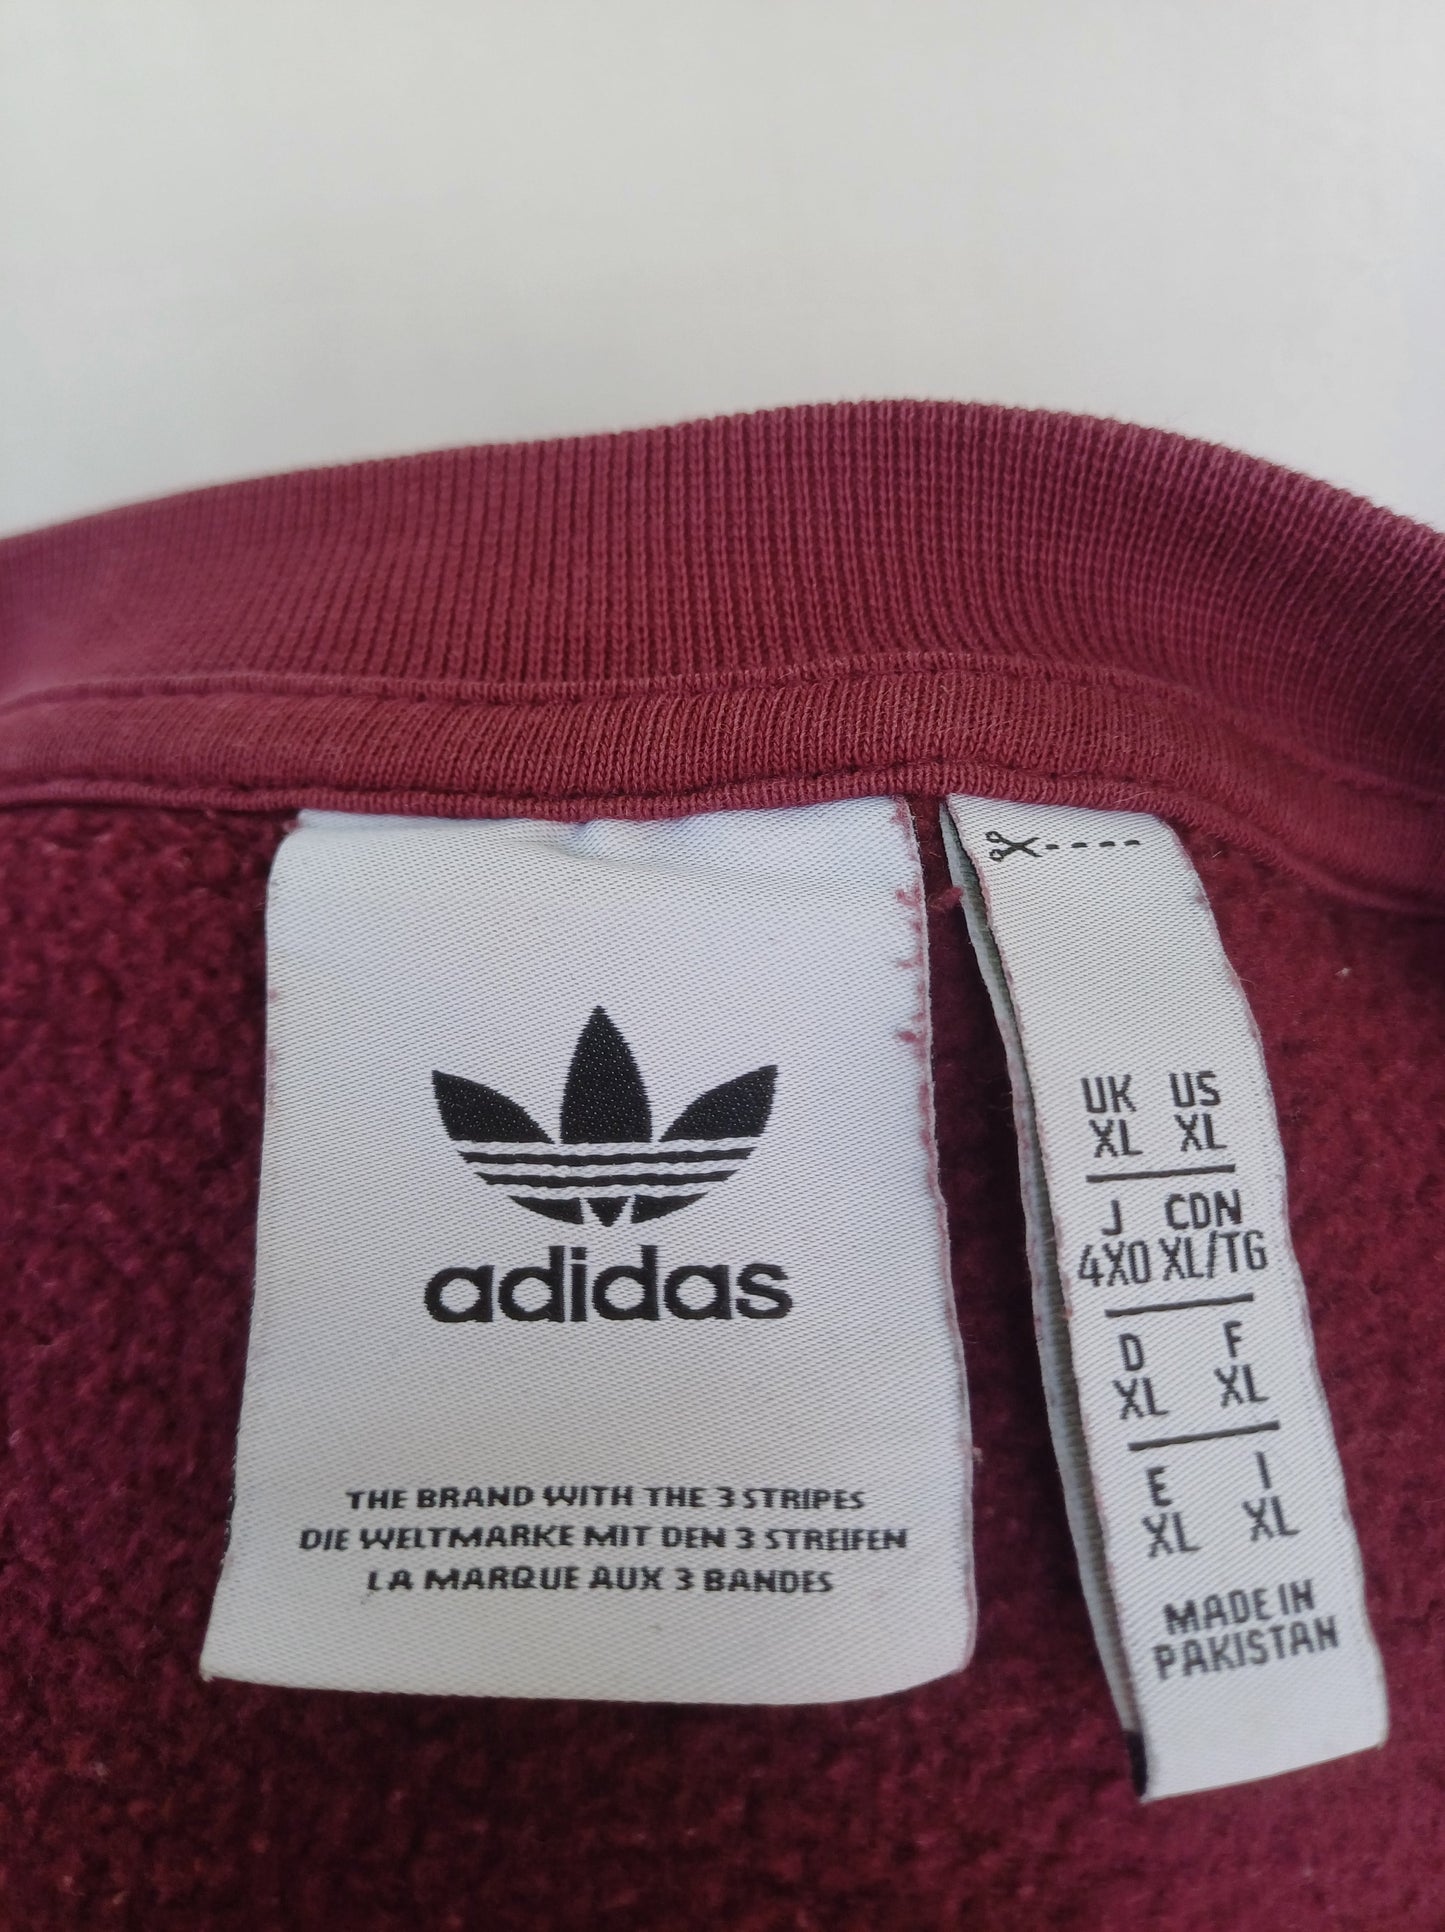 adidas
THE BRAND WITH THE 3 STRIPES
DIE WELTMARKE MIT DEN 3 STREIFEN
LA MARQUE AUX 3 BANDES
UK US
XL XL
J CDN
4XO XL/TG
D F
XL XL
E I
XL XL
MADE IN
PAKISTAN